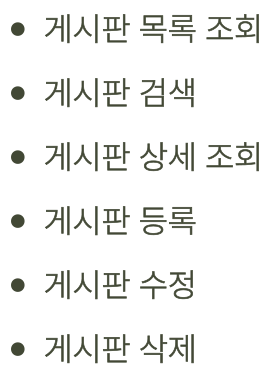 • 게시판 목록 조회
• 게시판 검색
• 게시판 상세 조회
• 게시판 등록
• 게시판 수정
• 게시판 삭제